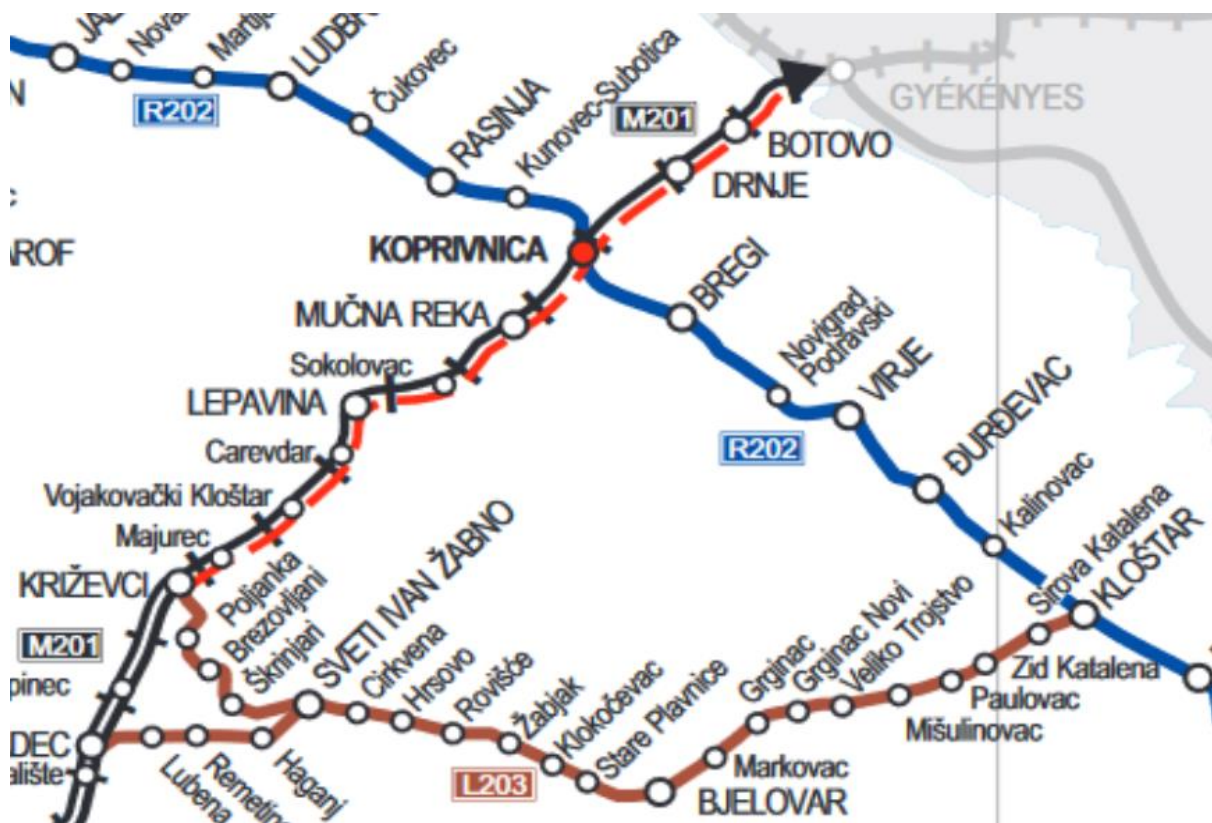 Čukovec
RASINJA
Kunovec-Subotica
R202
M201
GYÉKÉNYES
BOTOVO
DRNJE
KOPRIVNICA
BREGI
MUČNA REKA
Novigrad
Podravski
Sokolovac
VIRJE
LEPAVINA
R202
ĐURĐEVAC
Carevdar
Kalinovac
Vojakovački Kloštar
Majurec
Sirova Katalena
KLOŠTAR
KRIŽEVCI
Poljanka
Brezovljani
Škrinjari
SVETI IVAN ŽABNO
M201
Cirkvena
Hrsovo
Rovišće
Žabjak
Klokočevac
Stare Plavnice
Grginac
Grginac Novi
Veliko Trojstvo
Zid Katalena
Paulovac
Mišulinovac
Markovac
BJELOVAR
L203
Haganj
Lubena